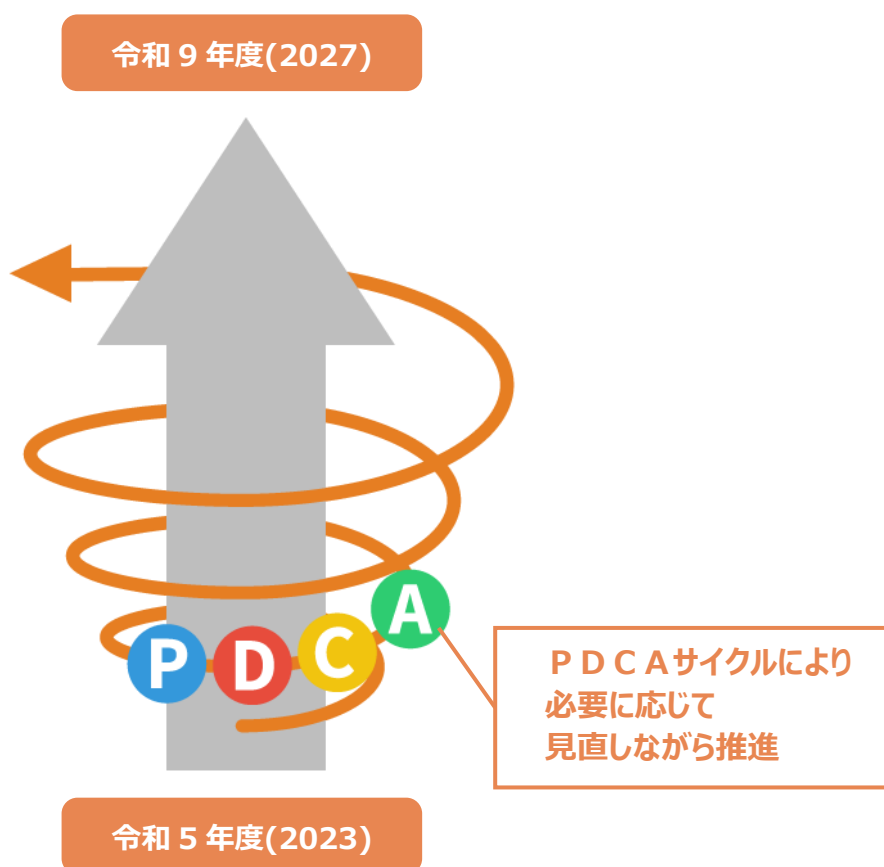 令和 9 年度(2027)
P D C A
ＰＤＣＡサイクルにより
必要に応じて
見直しながら推進
令和 5 年度(2023)